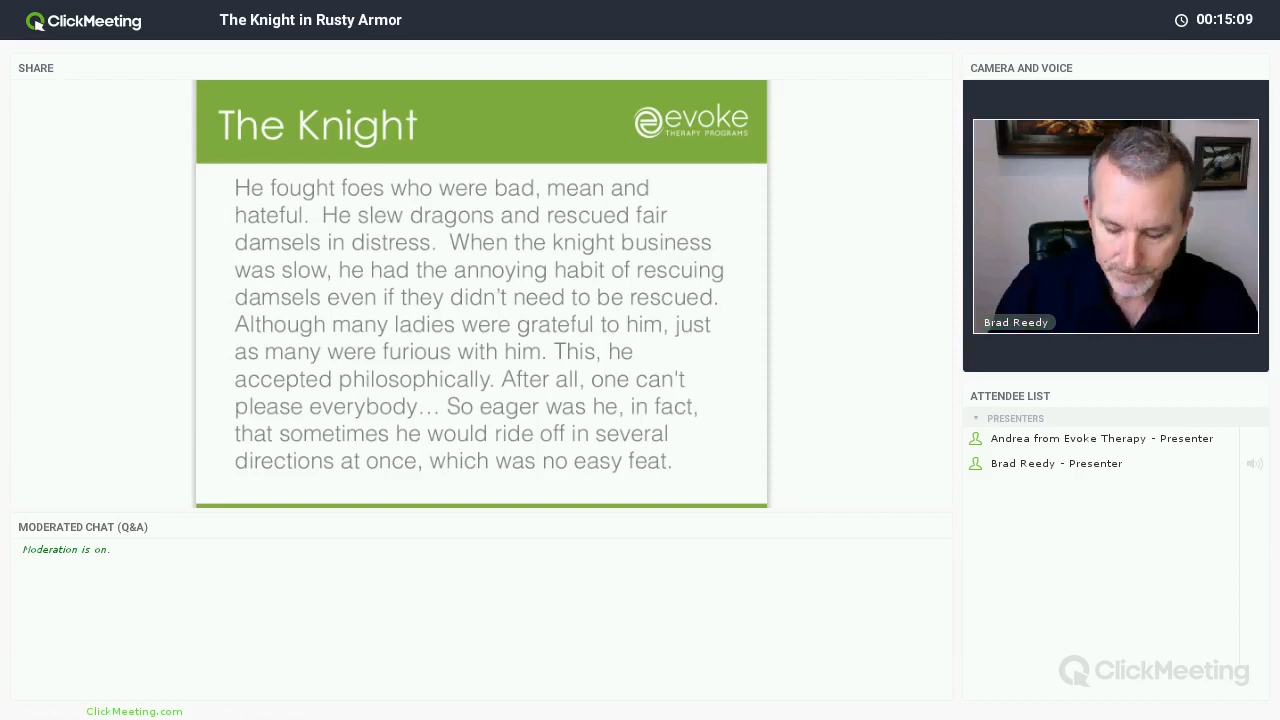 ClickMeeting
The Knight in Rusty Armor
00:15:09
SHARE
The Knight
evoke
THERAPY PROGRAMS
He fought foes who were bad, mean and
hateful.  He slew dragons and rescued fair
damsels in distress.  When the knight business
was slow, he had the annoying habit of rescuing
damsels even if they didn't need to be rescued.
Although many ladies were grateful to him, just
as many were furious with him. This, he
accepted philosophically. After all, one can't
please everybody… So eager was he, in fact,
that sometimes he would ride off in several
directions at once, which was no easy feat.
MODERATED CHAT (Q&A)
Moderation is on.
ClickMeeting.com
CAMERA AND VOICE
Brad Reedy
ATTENDEE LIST
PRESENTERS
Andrea from Evoke Therapy - Presenter
Brad Reedy - Presenter
ClickMeeting